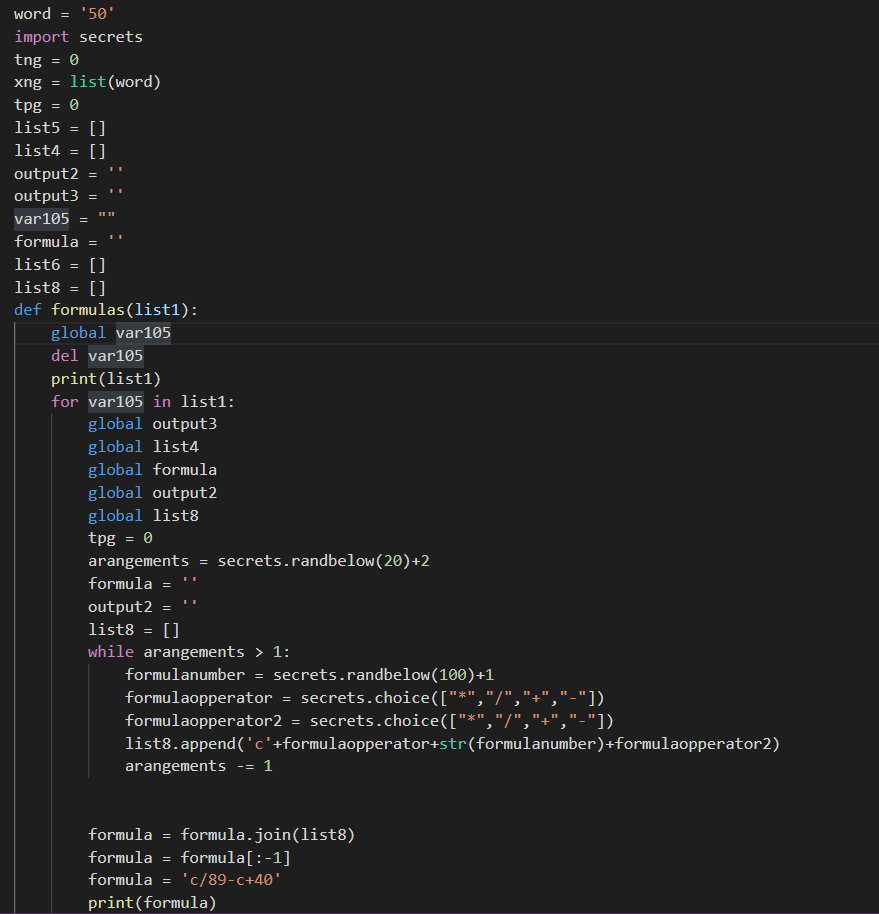 word = '50'
import secrets
tng = 0
xng = list(word)
tpg = 0
list5 = []
list4 = []
output2 = ''
output3 = ''
var105 = ""
formula = ''
list6 = []
list8 = []
def formulas(list1):
    global var105
    del var105
    print(list1)
    for var105 in list1:
        global output3
        global list4
        global formula
        global output2
        global list8
        tpg = 0
        arangements = secrets.randbelow(20)+2
        formula = ''
        output2 = ''
        list8 = []
        while arangements > 1:
            formulanumber = secrets.randbelow(100)+1
            formulaopperator = secrets.choice(["*","/","+","-"])
            formulaopperator2 = secrets.choice(["*","/","+","-"])
            list8.append('c'+formulaopperator+str(formulanumber)+formulaopperator2)
            arangements -= 1
        formula = formula.join(list8)
        formula = formula[:-1]
        formula = 'c/89-c+40'
        print(formula)